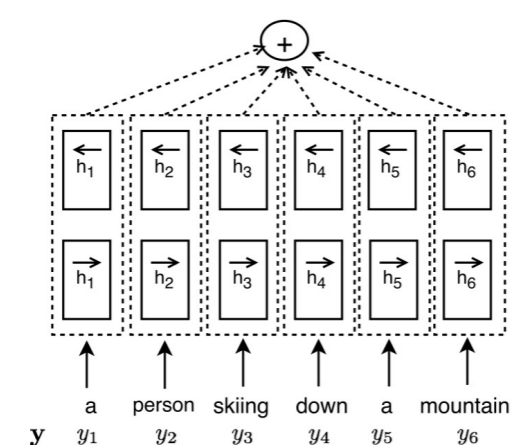 +
←h₁ ←h₂ ←h₃ ←h₄ ←h₅ ←h₆
→h₁ →h₂ →h₃ →h₄ →h₅ →h₆
a person skiing down a mountain
y y₁ y₂ y₃ y₄ y₅ y₆